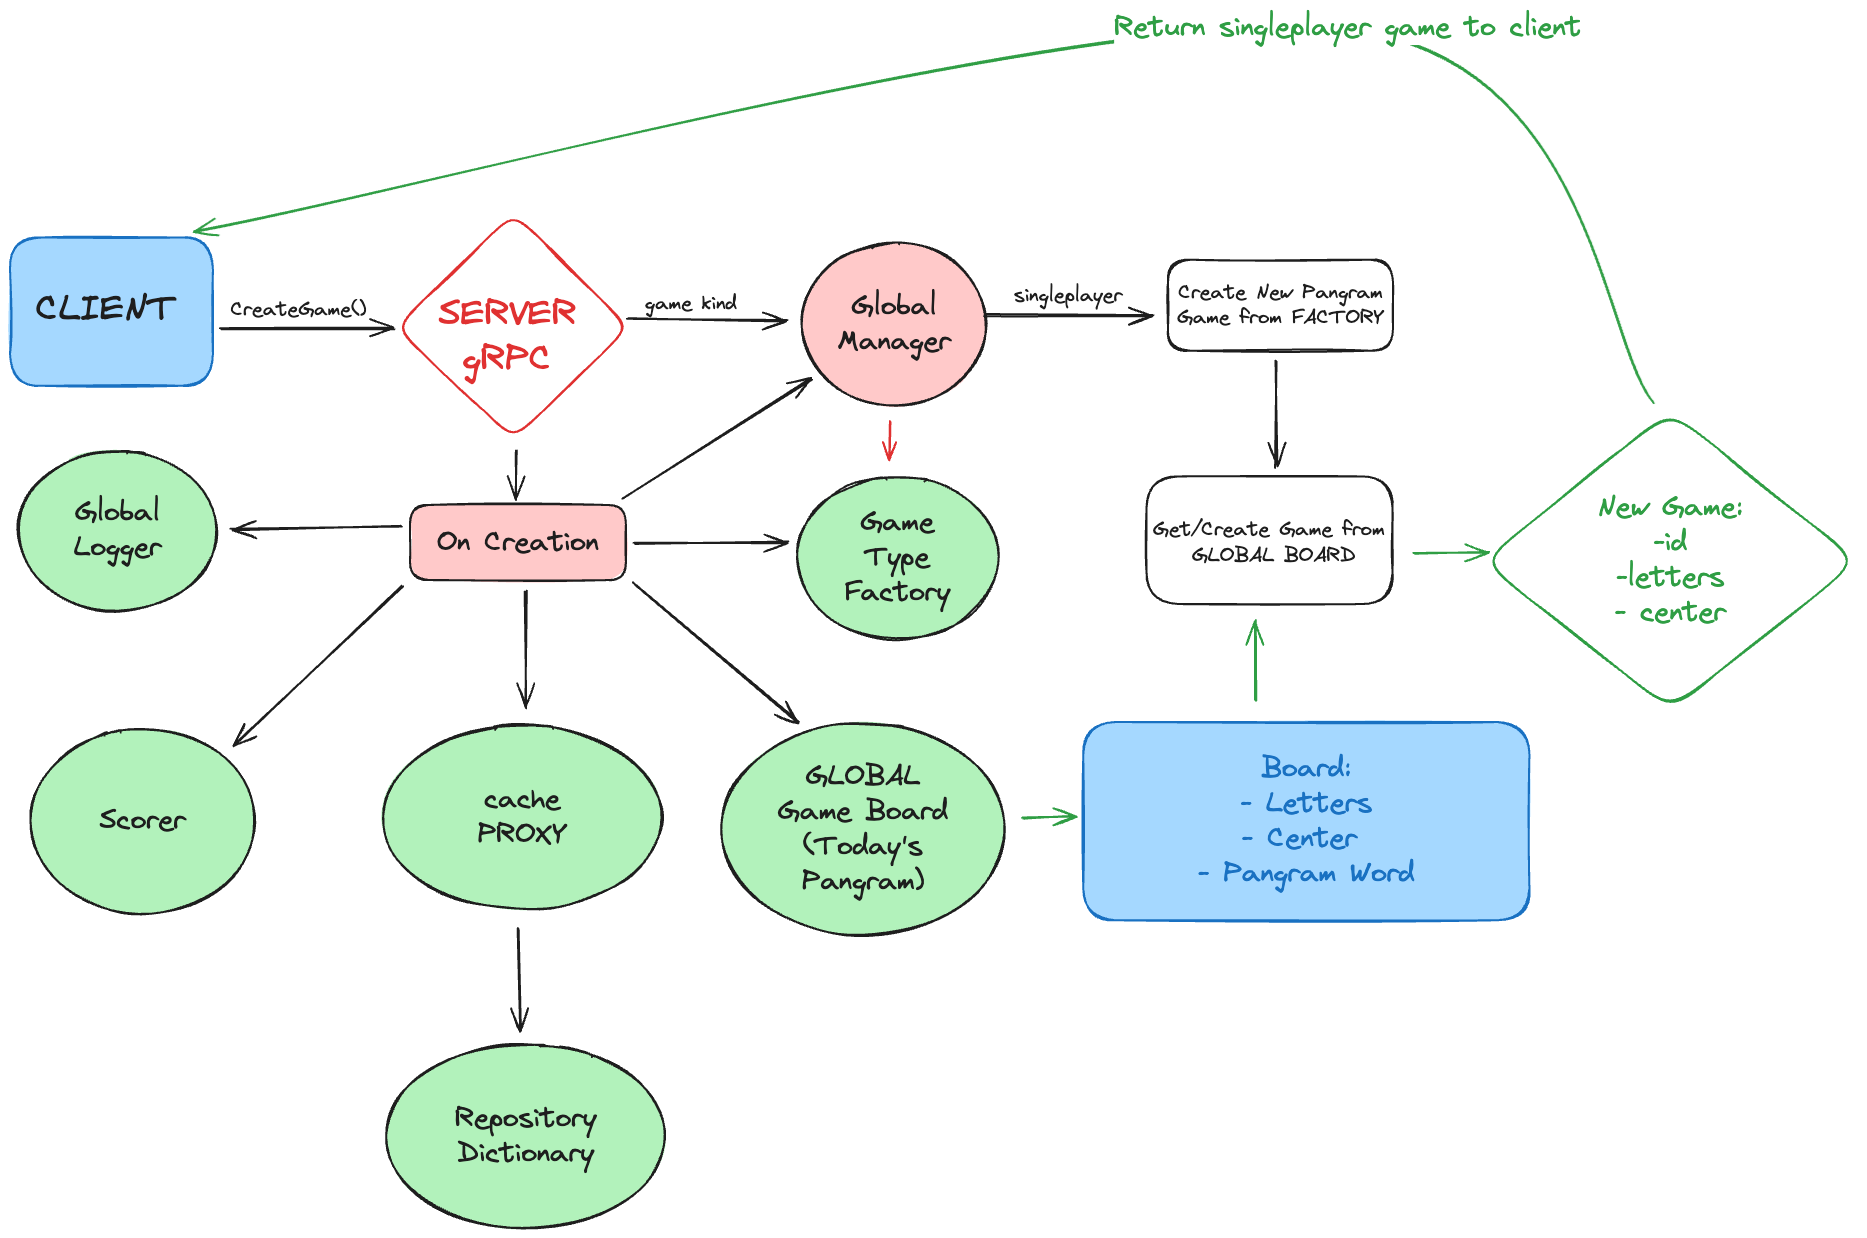 Return singleplayer game to client
CLIENT
CreateGame()
SERVER
gRPC
game kind
Global
Manager
singleplayer
Create New Pangram
Game from FACTORY
Global
Logger
On Creation
Game
Type
Factory
Get/Create Game from
GLOBAL BOARD
New Game:
-id
-letters
- center
Scorer
cache
PROXY
GLOBAL
Game Board
(Today's
Pangram)
Board:
- Letters
- Center
- Pangram Word
Repository
Dictionary